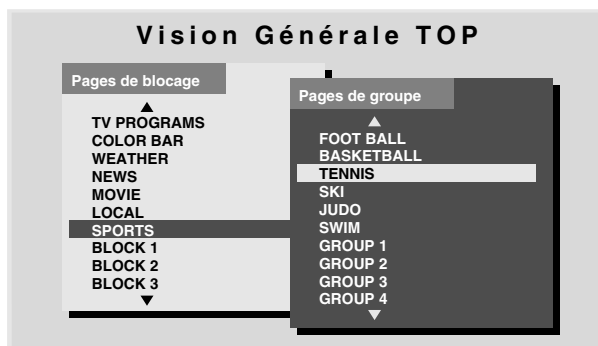 Vision Générale TOP
Pages de blocage
TV PROGRAMS
COLOR BAR
WEATHER
NEWS
MOVIE
LOCAL
SPORTS
BLOCK 1
BLOCK 2
BLOCK 3
Pages de groupe
FOOT BALL
BASKETBALL
TENNIS
SKI
JUDO
SWIM
GROUP 1
GROUP 2
GROUP 3
GROUP 4